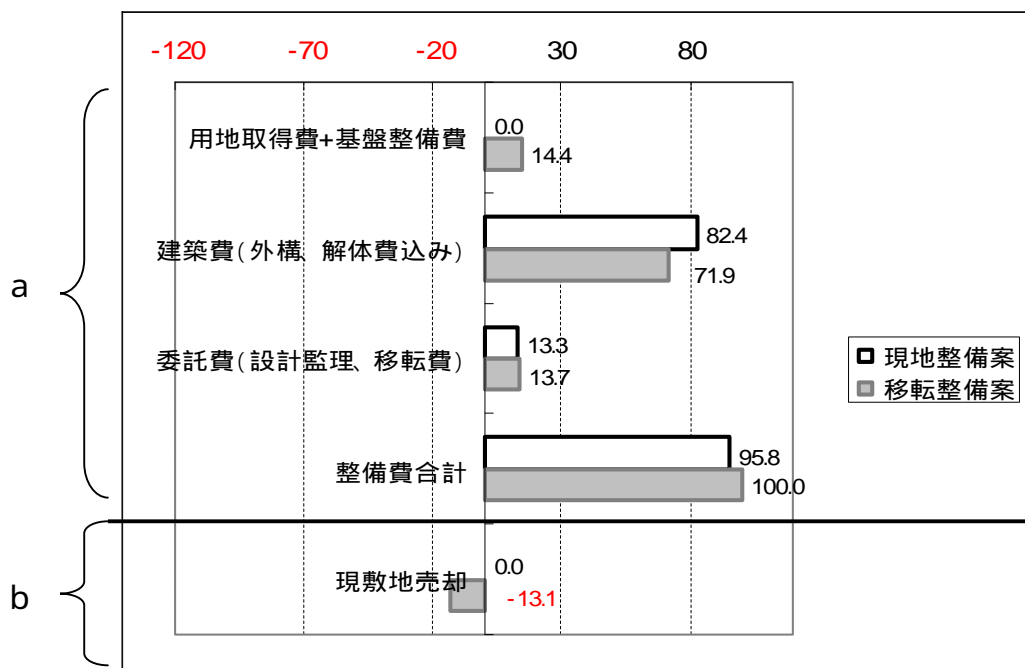 -120 -70 -20 30 80
a
用地取得費+基盤整備費
0.0
14.4
建築費(外構、解体費込み)
82.4
71.9
委託費(設計監理、移転費)
13.3
13.7
整備費合計
95.8
100.0
現地整備案
移転整備案
b
現敷地売却
0.0
-13.1